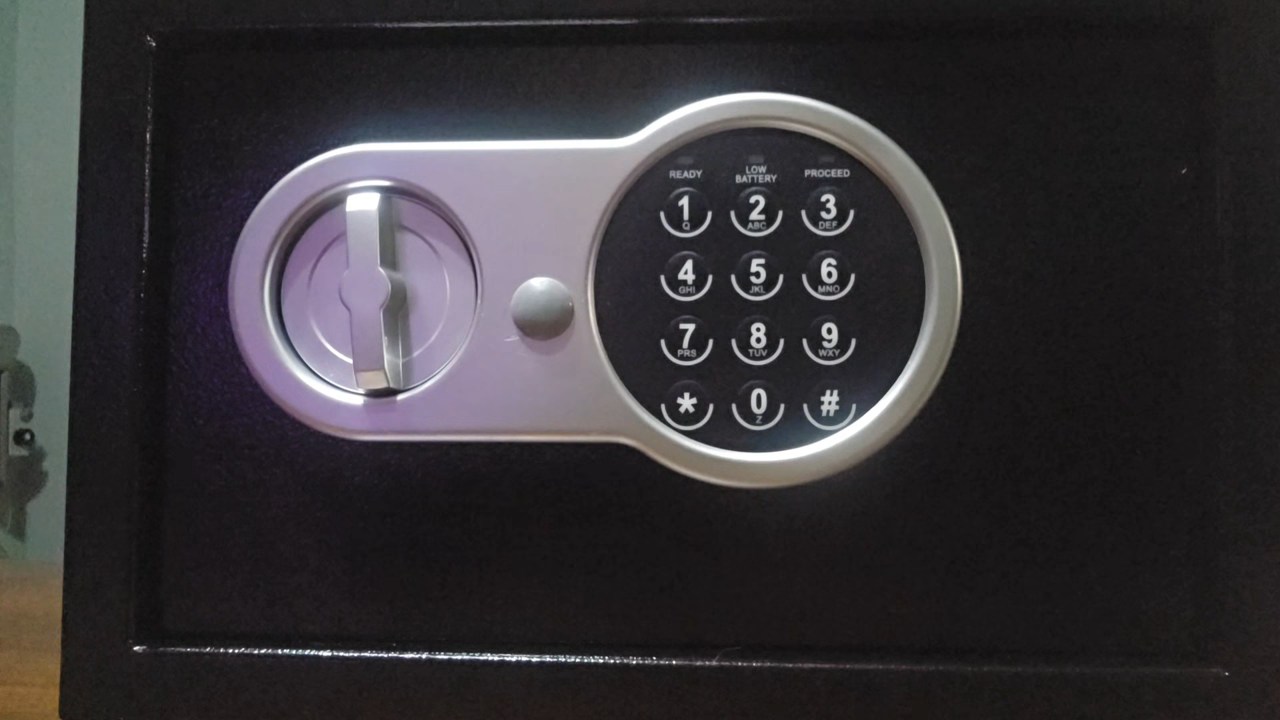 READY LOW BATTERY PROCEED
1 2 3
Q ABC DEF
4 5 6
GHI JKL MNO
7 8 9
PRS TUV WXY
* 0 #
Z